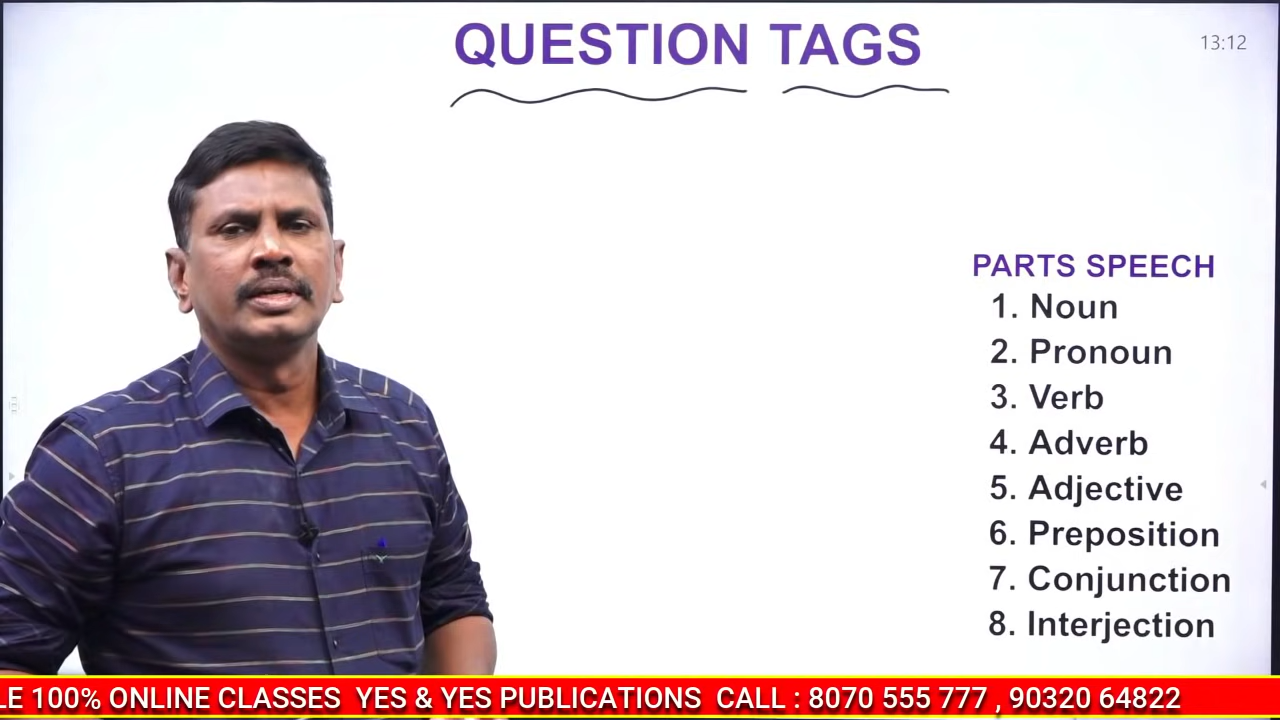 QUESTION TAGS
13:12
PARTS SPEECH
1. Noun
2. Pronoun
3. Verb
4. Adverb
5. Adjective
6. Preposition
7. Conjunction
8. Interjection
LE 100% ONLINE CLASSES YES & YES PUBLICATIONS CALL : 8070 555 777 , 90320 64822